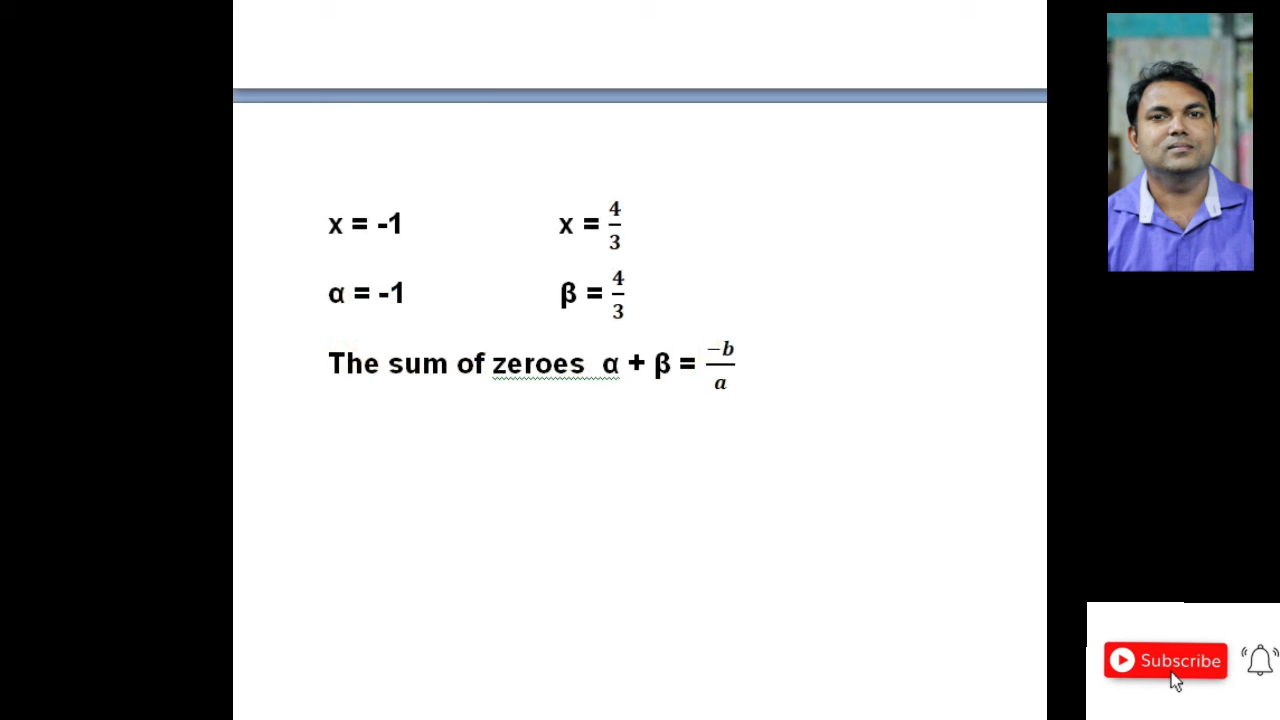 x = -1 x = 4/3
α = -1 β = 4/3
The sum of zeroes α + β = -b/a
Subscribe